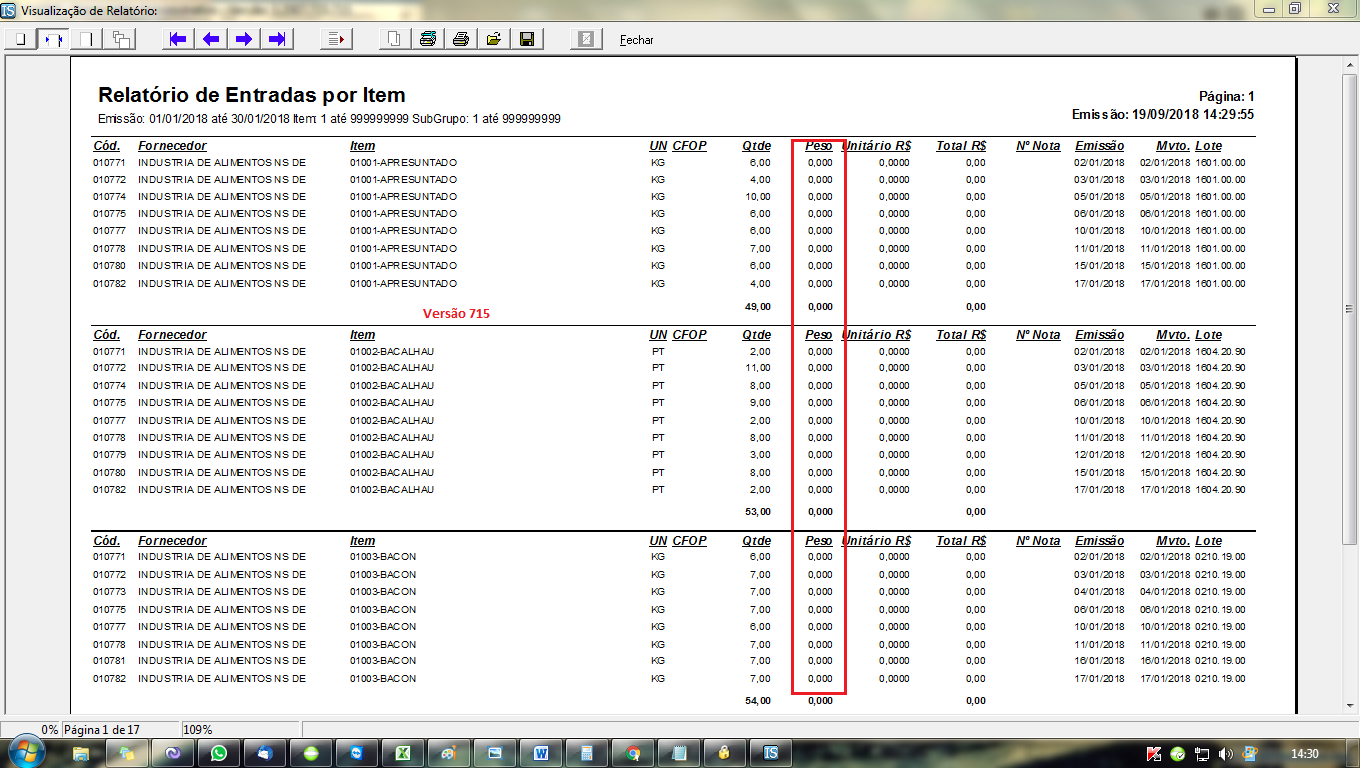 Visualização de Relatório:
Fechar
Relatório de Entradas por Item
Página: 1
Emissão: 01/01/2018 até 30/01/2018 Item: 1 até 999999999 SubGrupo: 1 até 999999999
Emissão: 19/09/2018 14:29:55
Cód. Fornecedor Item UN CFOP Qtde Peso Unitário R$ Total R$ Nº Nota Emissão Mvto. Lote
010771 INDUSTRIA DE ALIMENTOS NS DE 01001-APRESUNTADO KG 6,00 0,000 0,0000 0,00 02/01/2018 02/01/2018 1601.00.00
010772 INDUSTRIA DE ALIMENTOS NS DE 01001-APRESUNTADO KG 4,00 0,000 0,0000 0,00 03/01/2018 03/01/2018 1601.00.00
010774 INDUSTRIA DE ALIMENTOS NS DE 01001-APRESUNTADO KG 10,00 0,000 0,0000 0,00 05/01/2018 05/01/2018 1601.00.00
010775 INDUSTRIA DE ALIMENTOS NS DE 01001-APRESUNTADO KG 6,00 0,000 0,0000 0,00 06/01/2018 06/01/2018 1601.00.00
010777 INDUSTRIA DE ALIMENTOS NS DE 01001-APRESUNTADO KG 6,00 0,000 0,0000 0,00 10/01/2018 10/01/2018 1601.00.00
010778 INDUSTRIA DE ALIMENTOS NS DE 01001-APRESUNTADO KG 7,00 0,000 0,0000 0,00 11/01/2018 11/01/2018 1601.00.00
010780 INDUSTRIA DE ALIMENTOS NS DE 01001-APRESUNTADO KG 6,00 0,000 0,0000 0,00 15/01/2018 15/01/2018 1601.00.00
010782 INDUSTRIA DE ALIMENTOS NS DE 01001-APRESUNTADO KG 4,00 0,000 0,0000 0,00 17/01/2018 17/01/2018 1601.00.00
49,00 0,000 0,00
Versão 715
Cód. Fornecedor Item UN CFOP Qtde Peso Unitário R$ Total R$ Nº Nota Emissão Mvto. Lote
010771 INDUSTRIA DE ALIMENTOS NS DE 01002-BACALHAU PT 2,00 0,000 0,0000 0,00 02/01/2018 02/01/2018 1604.20.90
010772 INDUSTRIA DE ALIMENTOS NS DE 01002-BACALHAU PT 11,00 0,000 0,0000 0,00 03/01/2018 03/01/2018 1604.20.90
010774 INDUSTRIA DE ALIMENTOS NS DE 01002-BACALHAU PT 8,00 0,000 0,0000 0,00 05/01/2018 05/01/2018 1604.20.90
010775 INDUSTRIA DE ALIMENTOS NS DE 01002-BACALHAU PT 9,00 0,000 0,0000 0,00 06/01/2018 06/01/2018 1604.20.90
010777 INDUSTRIA DE ALIMENTOS NS DE 01002-BACALHAU PT 2,00 0,000 0,0000 0,00 10/01/2018 10/01/2018 1604.20.90
010778 INDUSTRIA DE ALIMENTOS NS DE 01002-BACALHAU PT 8,00 0,000 0,0000 0,00 11/01/2018 11/01/2018 1604.20.90
010779 INDUSTRIA DE ALIMENTOS NS DE 01002-BACALHAU PT 3,00 0,000 0,0000 0,00 12/01/2018 12/01/2018 1604.20.90
010780 INDUSTRIA DE ALIMENTOS NS DE 01002-BACALHAU PT 8,00 0,000 0,0000 0,00 15/01/2018 15/01/2018 1604.20.90
010782 INDUSTRIA DE ALIMENTOS NS DE 01002-BACALHAU PT 2,00 0,000 0,0000 0,00 17/01/2018 17/01/2018 1604.20.90
53,00 0,000 0,00
Cód. Fornecedor Item UN CFOP Qtde Peso Unitário R$ Total R$ Nº Nota Emissão Mvto. Lote
010771 INDUSTRIA DE ALIMENTOS NS DE 01003-BACON KG 6,00 0,000 0,0000 0,00 02/01/2018 02/01/2018 0210.19.00
010772 INDUSTRIA DE ALIMENTOS NS DE 01003-BACON KG 7,00 0,000 0,0000 0,00 03/01/2018 03/01/2018 0210.19.00
010773 INDUSTRIA DE ALIMENTOS NS DE 01003-BACON KG 7,00 0,000 0,0000 0,00 04/01/2018 04/01/2018 0210.19.00
010775 INDUSTRIA DE ALIMENTOS NS DE 01003-BACON KG 7,00 0,000 0,0000 0,00 06/01/2018 06/01/2018 0210.19.00
010777 INDUSTRIA DE ALIMENTOS NS DE 01003-BACON KG 6,00 0,000 0,0000 0,00 10/01/2018 10/01/2018 0210.19.00
010778 INDUSTRIA DE ALIMENTOS NS DE 01003-BACON KG 7,00 0,000 0,0000 0,00 11/01/2018 11/01/2018 0210.19.00
010781 INDUSTRIA DE ALIMENTOS NS DE 01003-BACON KG 7,00 0,000 0,0000 0,00 16/01/2018 16/01/2018 0210.19.00
010782 INDUSTRIA DE ALIMENTOS NS DE 01003-BACON KG 7,00 0,000 0,0000 0,00 17/01/2018 17/01/2018 0210.19.00
54,00 0,000 0,00
0% Página 1 de 17 109%
14:30